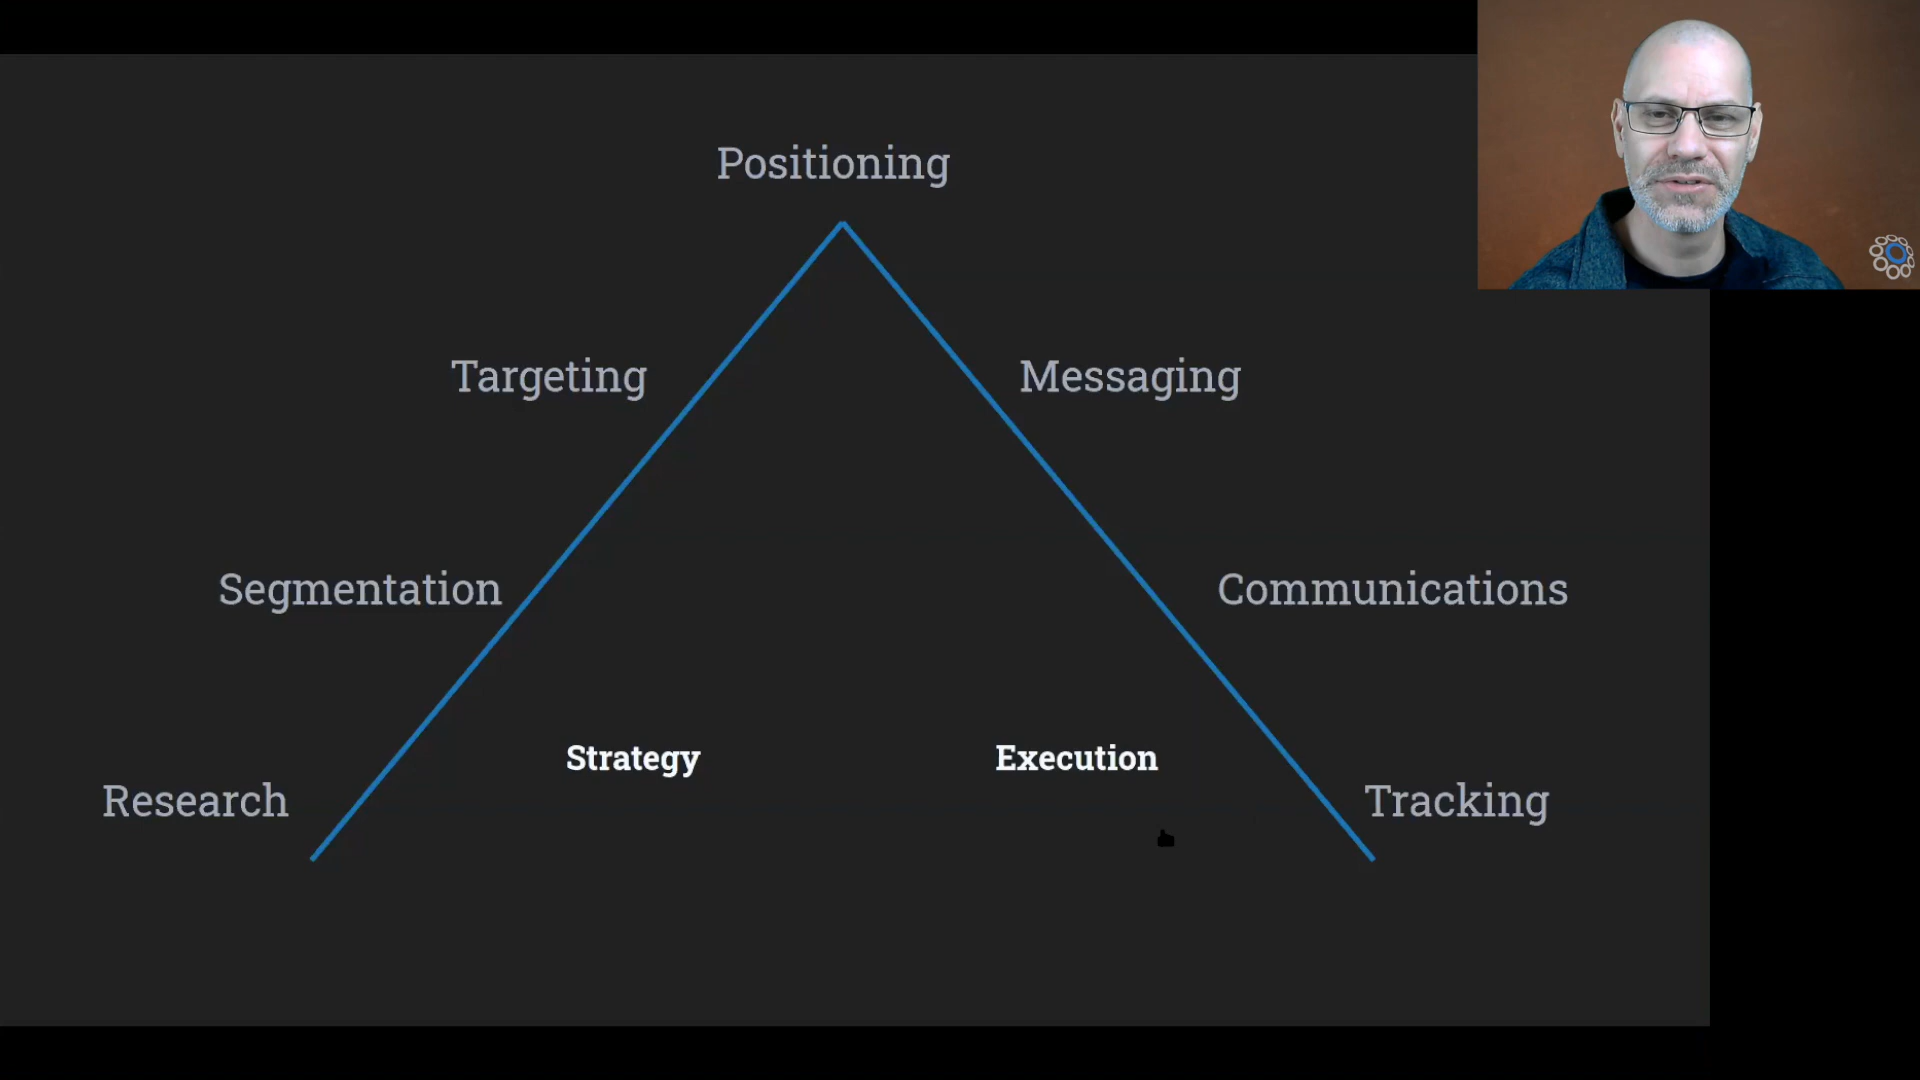 Positioning
Targeting
Messaging
Segmentation
Communications
Strategy
Execution
Research
Tracking